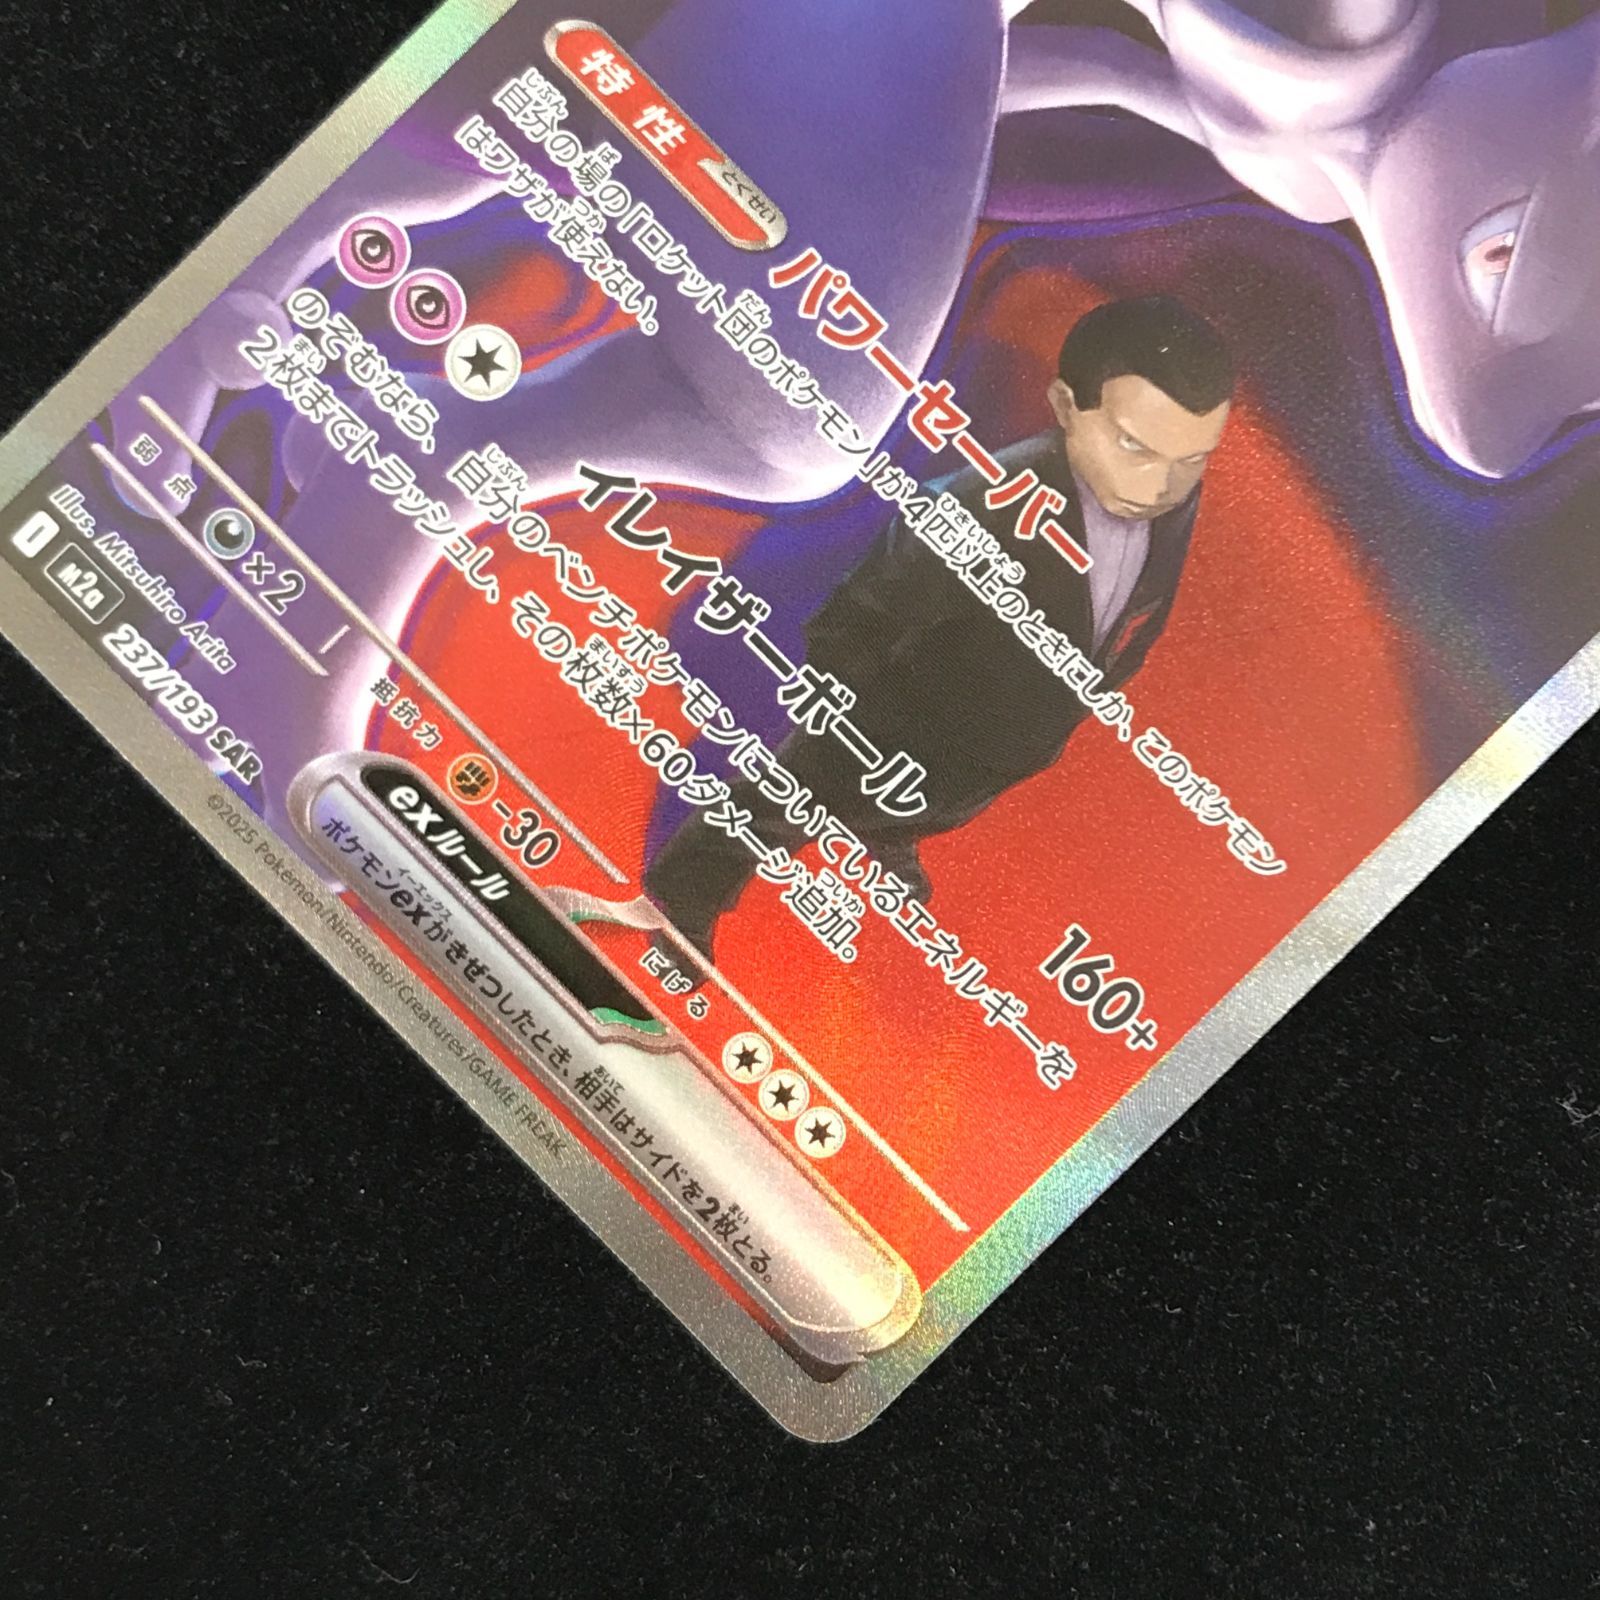 特性 とくせい パワーセーバー
自分の場の「ロケット団のポケモン」が4匹以上のときにしか、このポケモン
はワザが使えない。
イレイザーボール 160+
のぞむなら、自分のベンチポケモンについているエネルギーを
2枚までトラッシュし、その枚数×60ダメージ追加。
弱点 ×2 抵抗力 -30 にげる
Illus. Mitsuhiro Arita
I m2a 237/193 SAR
exルール
ポケモンexがきぜつしたとき、相手はサイドを2枚とる。
©2025 Pokémon/Nintendo/Creatures/GAME FREAK